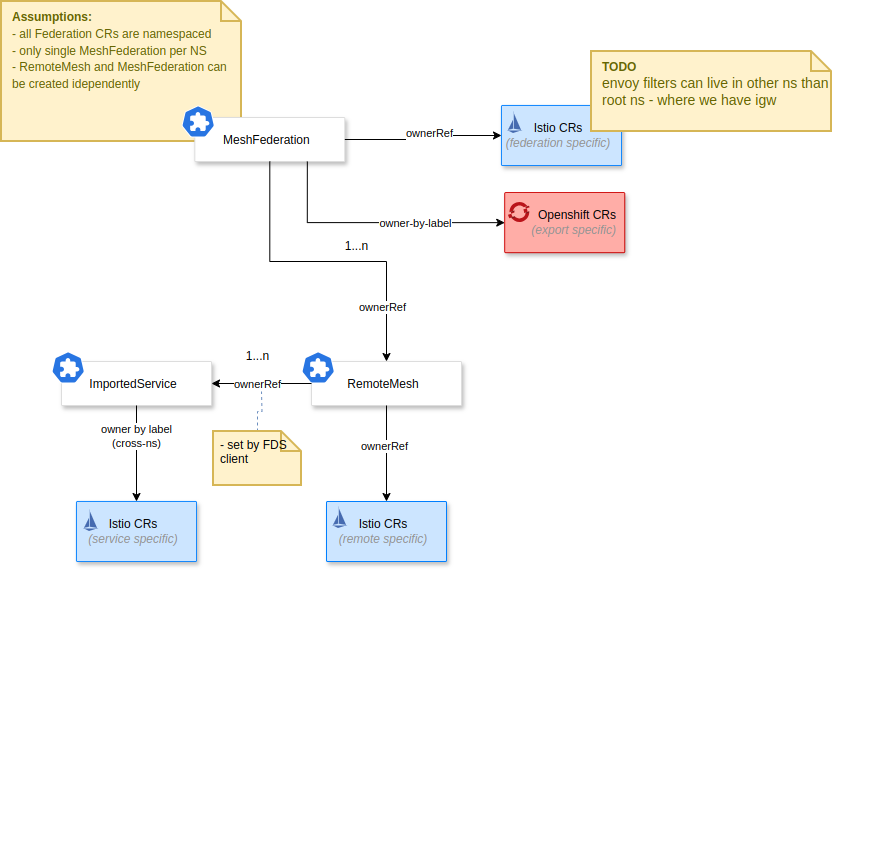 Assumptions:
- all Federation CRs are namespaced
- only single MeshFederation per NS
- RemoteMesh and MeshFederation can
be created idependently
TODO
envoy filters can live in other ns than
root ns - where we have igw
MeshFederation
ownerRef
Istio CRs
(federation specific)
owner-by-label
Openshift CRs
(export specific)
1...n
ownerRef
1...n
ImportedService
ownerRef
RemoteMesh
owner by label
(cross-ns)
- set by FDS
client
ownerRef
Istio CRs
(service specific)
Istio CRs
(remote specific)